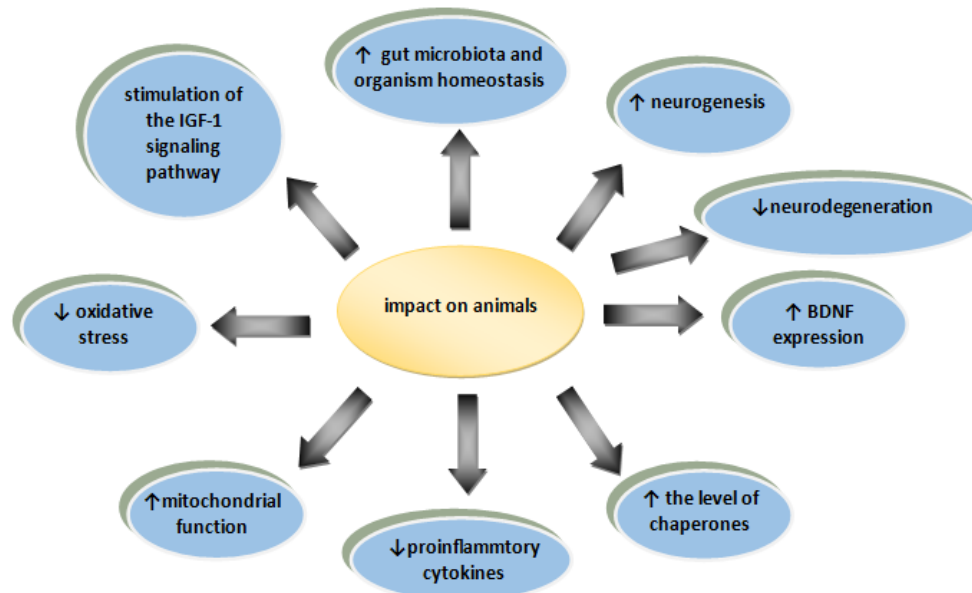 ↑ gut microbiota and
organism homeostasis
stimulation of
the IGF-1
signaling
pathway
↑ neurogenesis
↓neurodegeneration
impact on animals
↓ oxidative
stress
↑ BDNF
expression
↑mitochondrial
function
↓proinflammtory
cytokines
↑ the level of
chaperones